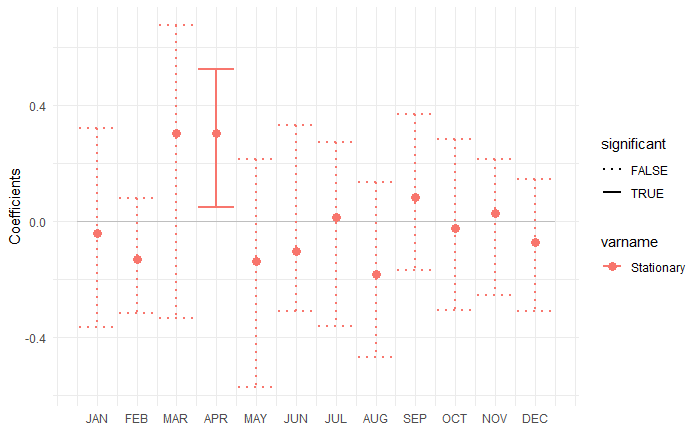 Coefficients
0.4
0.0
-0.4
JAN FEB MAR APR MAY JUN JUL AUG SEP OCT NOV DEC
significant
FALSE
TRUE
varname
Stationary